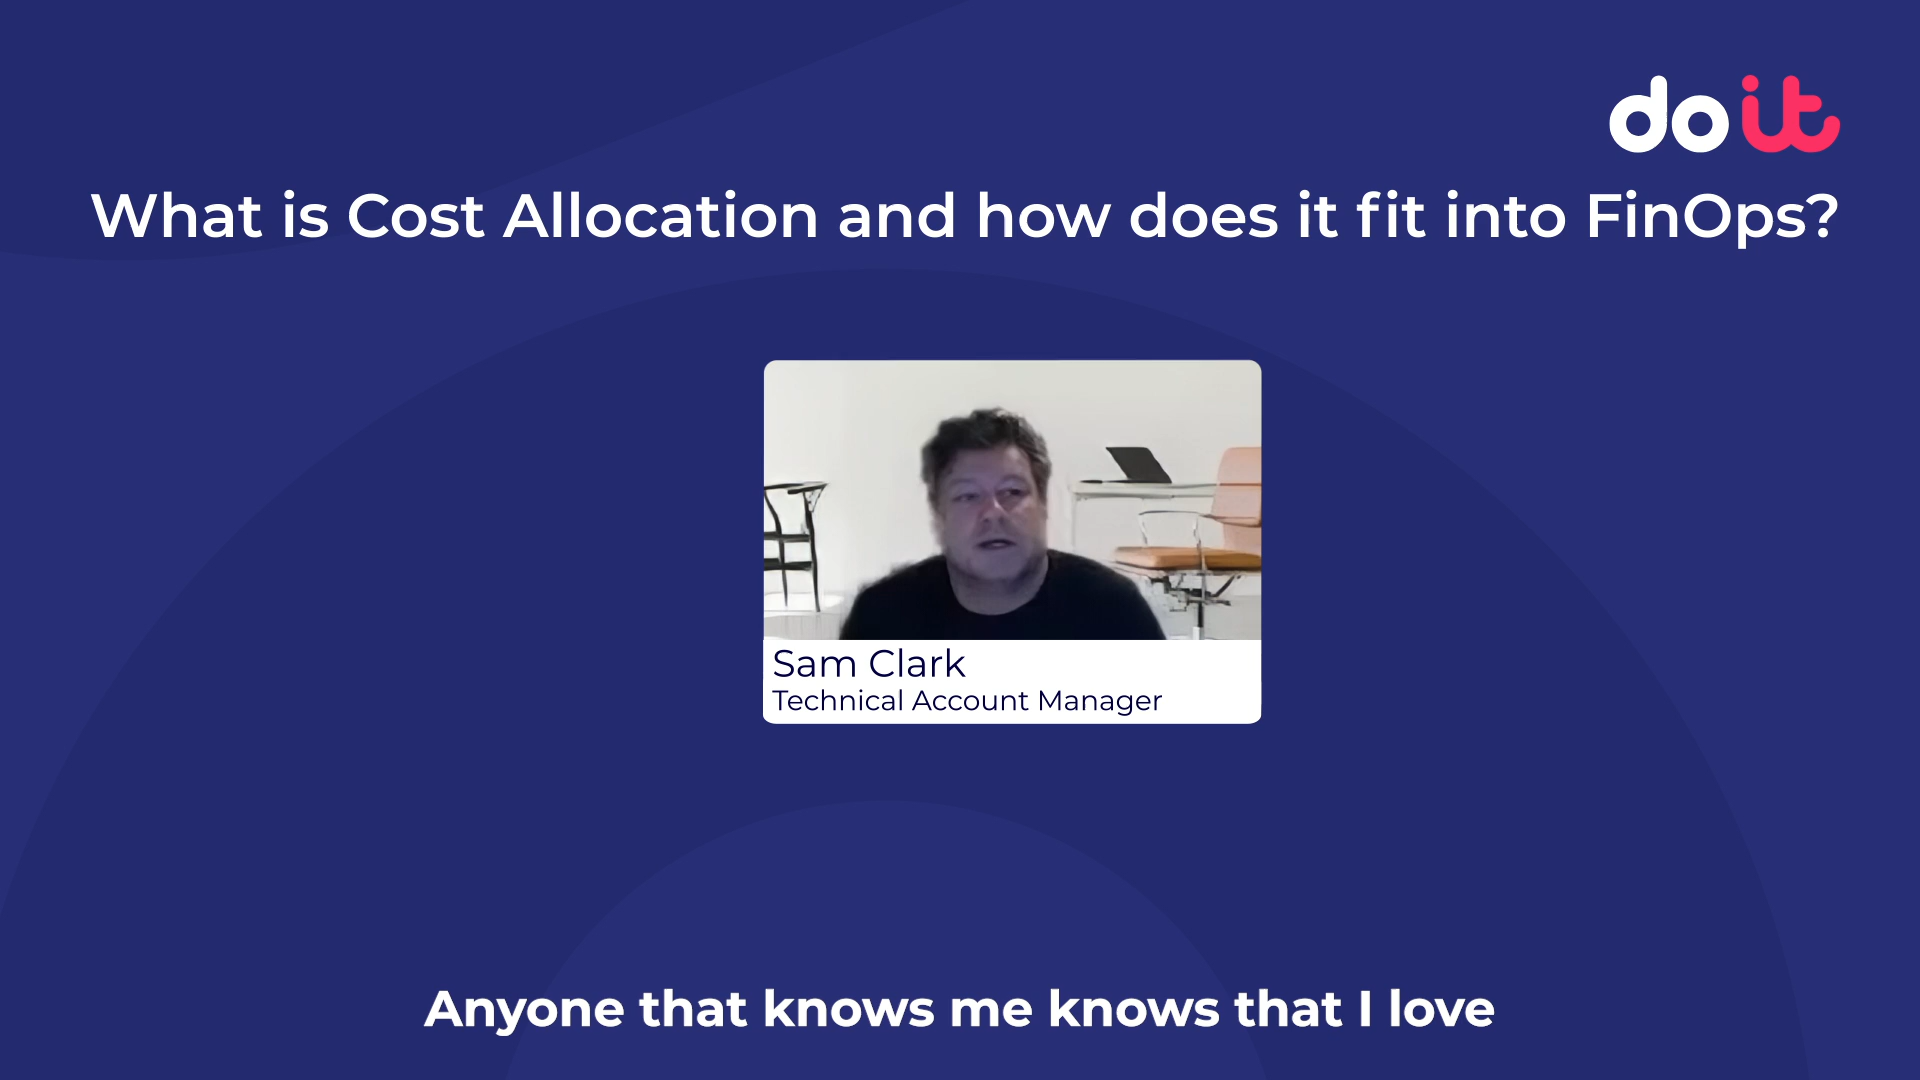 doit
What is Cost Allocation and how does it fit into FinOps?
Sam Clark
Technical Account Manager
Anyone that knows me knows that I love